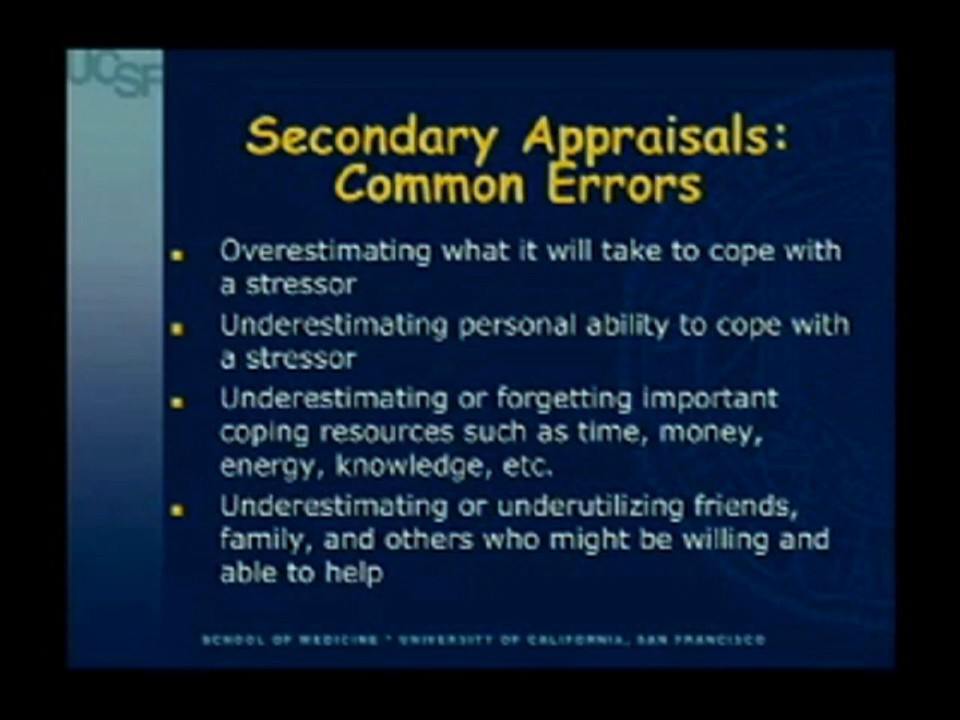 UCSF
Secondary Appraisals:
Common Errors
Overestimating what it will take to cope with
a stressor
Underestimating personal ability to cope with
a stressor
Underestimating or forgetting important
coping resources such as time, money,
energy, knowledge, etc.
Underestimating or underutilizing friends,
family, and others who might be willing and
able to help
SCHOOL OF MEDICINE * UNIVERSITY OF CALIFORNIA, SAN FRANCISCO